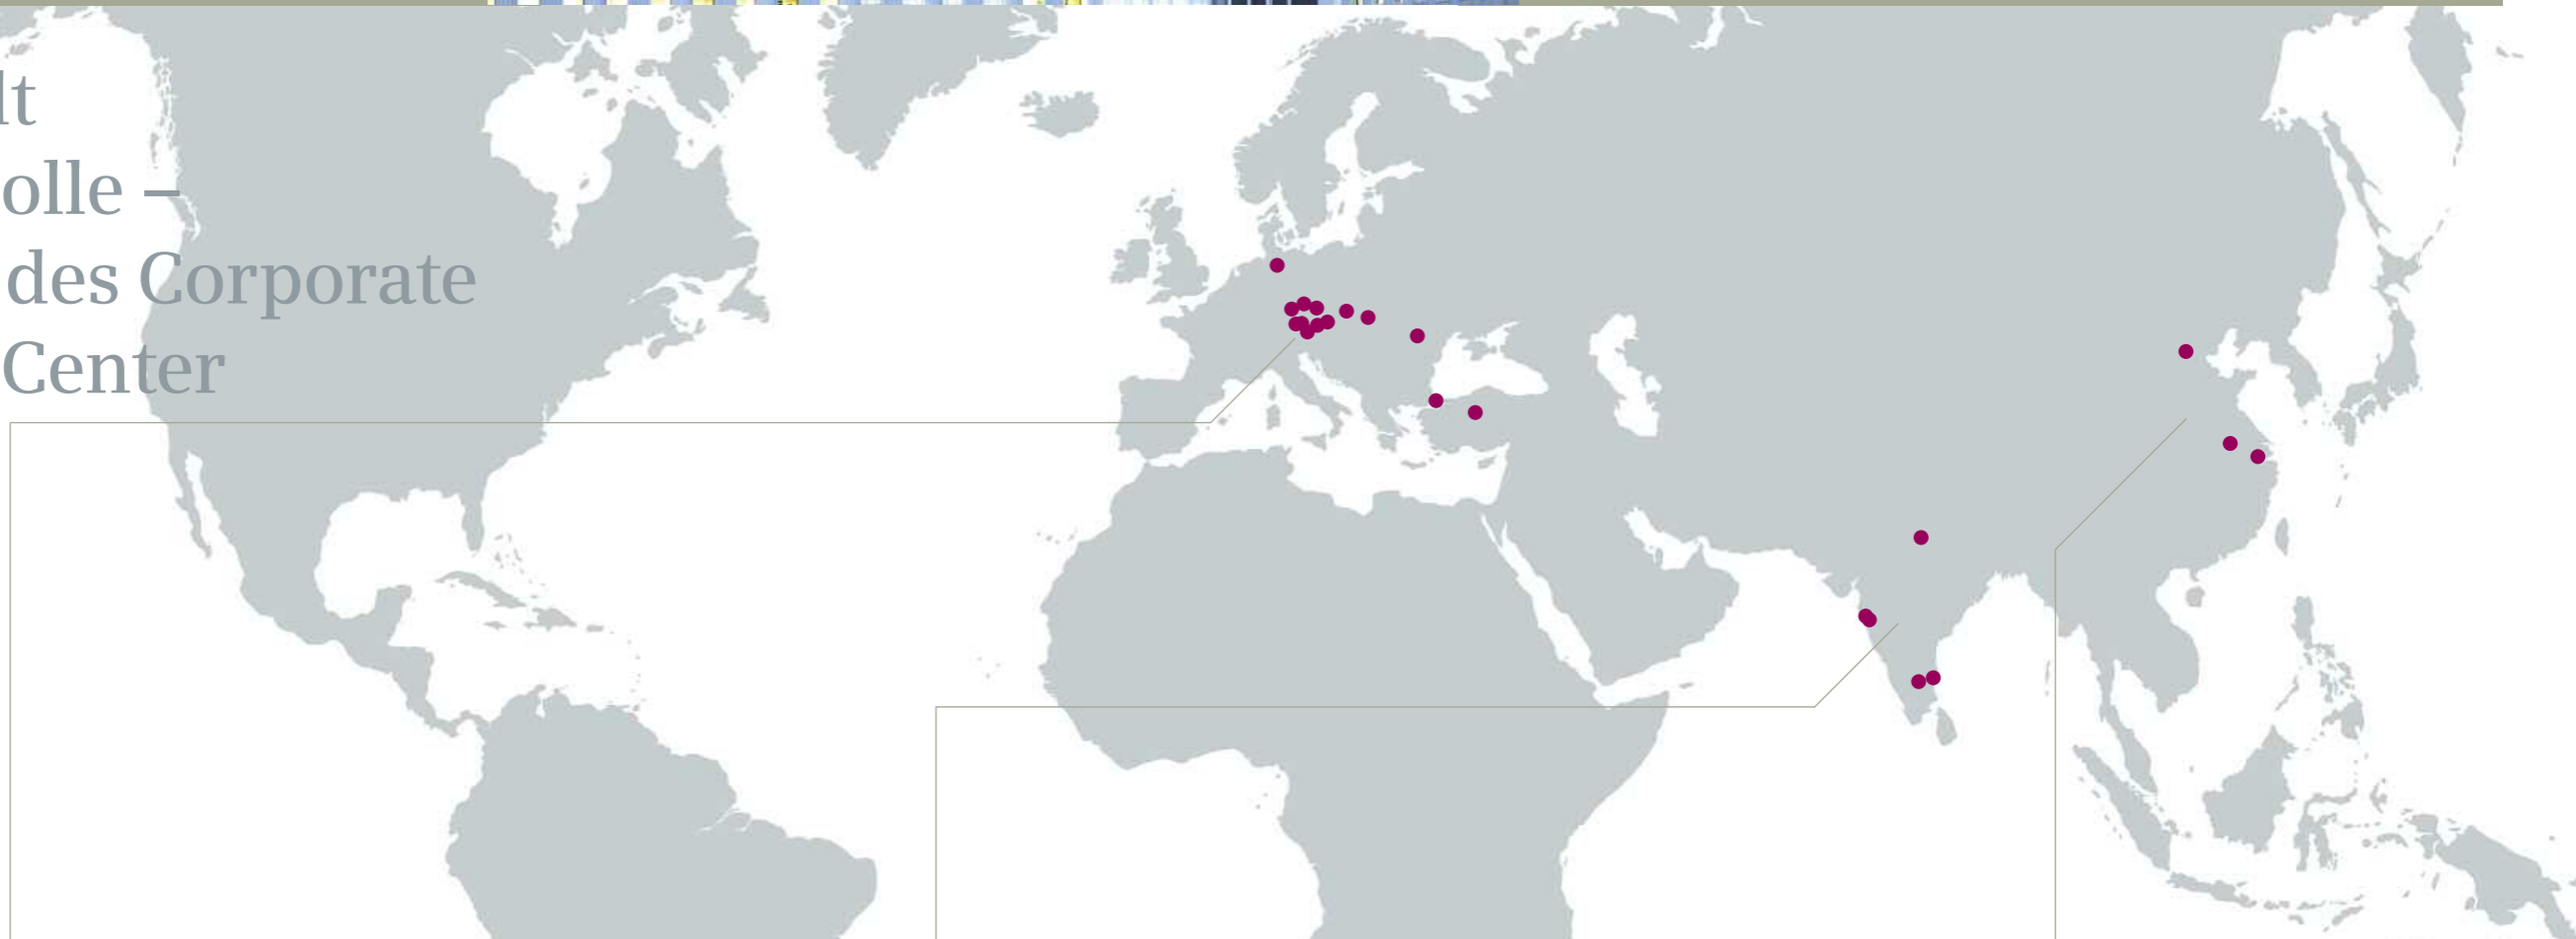 lt
olle –
des Corporate
Center